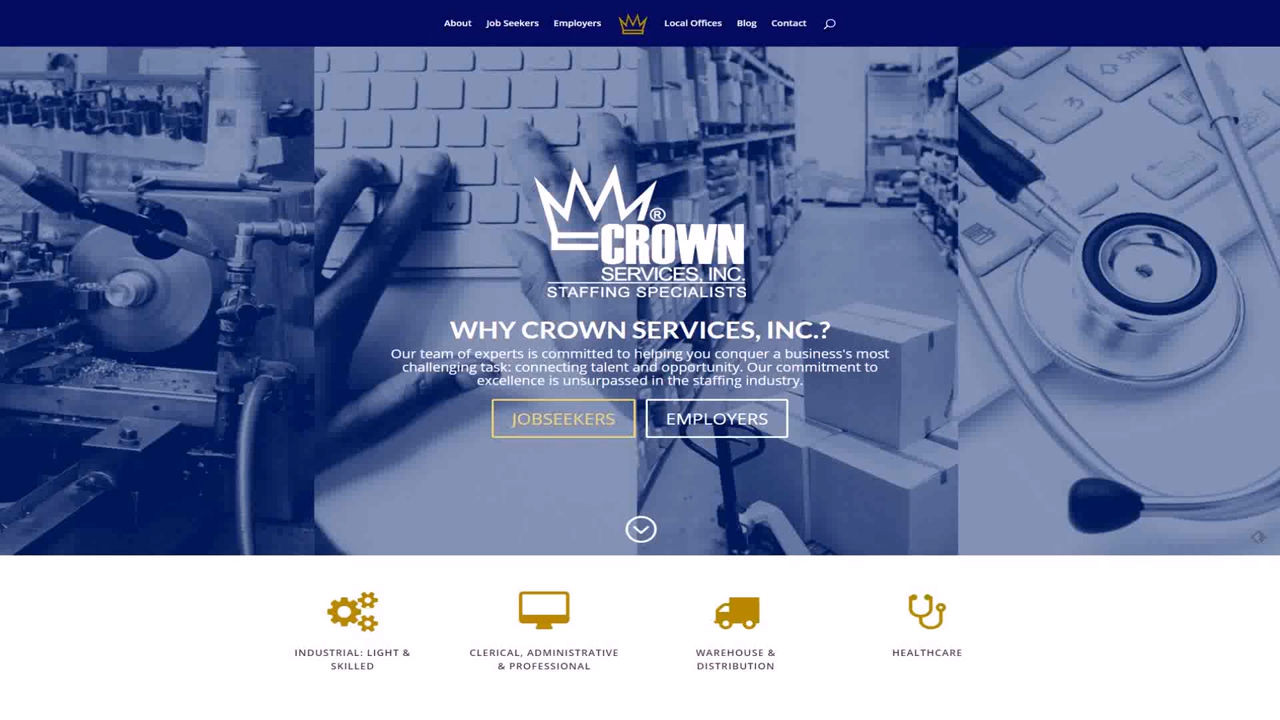 About Job Seekers Employers Local Offices Blog Contact
®
CROWN
SERVICES, INC.
STAFFING SPECIALISTS
WHY CROWN SERVICES, INC.?
Our team of experts is committed to helping you conquer a business's most
challenging task: connecting talent and opportunity. Our commitment to
excellence is unsurpassed in the staffing industry.
JOBSEEKERS EMPLOYERS
INDUSTRIAL: LIGHT &
SKILLED
CLERICAL, ADMINISTRATIVE
& PROFESSIONAL
WAREHOUSE &
DISTRIBUTION
HEALTHCARE